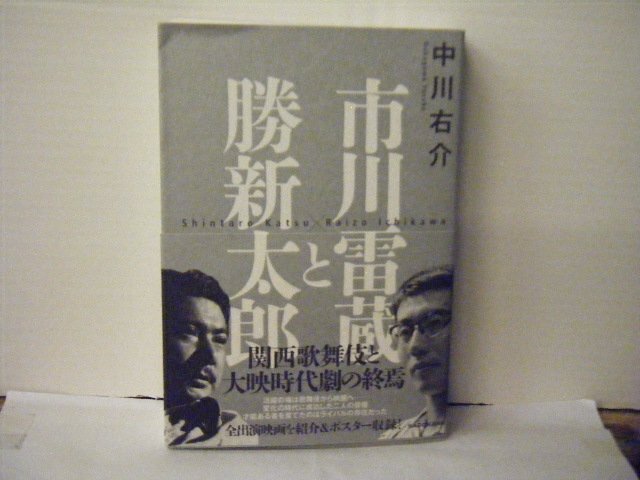 中川右介
Nakagawa Yusuke
市川雷蔵
と
勝新太郎
Shintaro Katsu × Raizo Ichikawa
関西歌舞伎と
大映時代劇の終焉
全出演映画を紹介&ポスター収録!